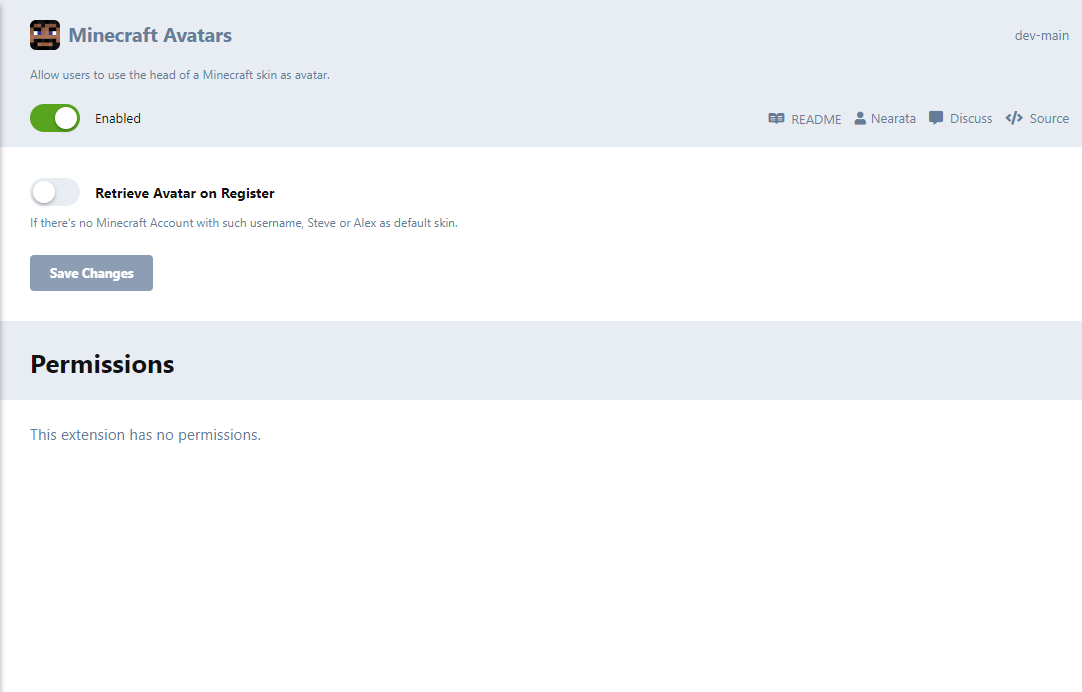 Minecraft Avatars
dev-main
Allow users to use the head of a Minecraft skin as avatar.
Enabled
README Nearata Discuss Source
Retrieve Avatar on Register
If there's no Minecraft Account with such username, Steve or Alex as default skin.
Save Changes
Permissions
This extension has no permissions.